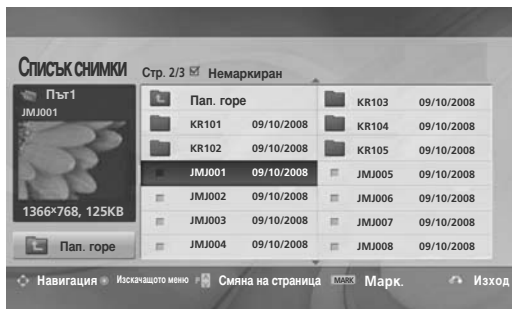 Списък снимки Стр. 2/3 Немаркиран
Път1
JMJ001
1366x768, 125KB
Пап. горе
Пап. горе
KR101 09/10/2008
KR102 09/10/2008
JMJ001 09/10/2008
JMJ002 09/10/2008
JMJ003 09/10/2008
JMJ004 09/10/2008
KR103 09/10/2008
KR104 09/10/2008
KR105 09/10/2008
JMJ005 09/10/2008
JMJ006 09/10/2008
JMJ007 09/10/2008
JMJ008 09/10/2008
Навигация Изскачащото меню Смяна на страница MARK Марк. Изход